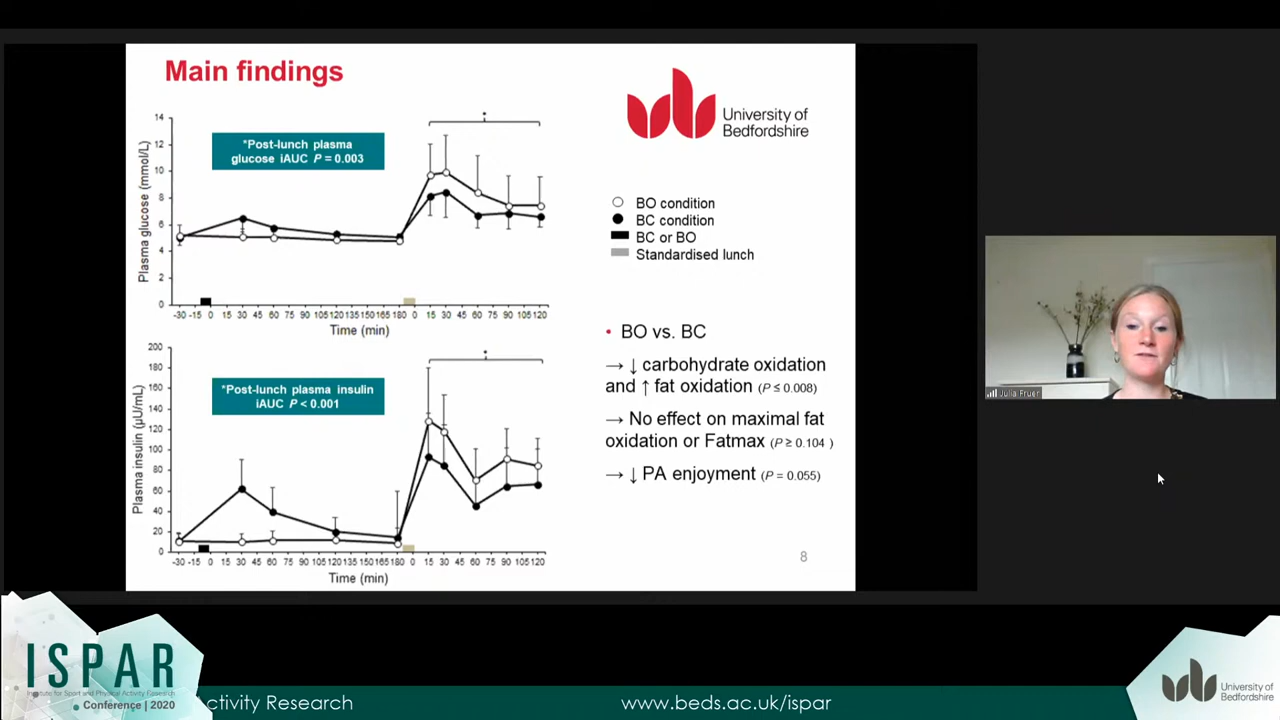 Main findings
University of
Bedfordshire
14
12
10
8
6
4
2
0
Plasma glucose (mmol/L)
*Post-lunch plasma
glucose iAUC P = 0.003
*
-30 -15 0 15 30 45 60 75 90 105 120 135 150 165 180 0 15 30 45 60 75 90 105 120
Time (min)
200
180
160
140
120
100
80
60
40
20
0
Plasma insulin (µU/mL)
*Post-lunch plasma insulin
iAUC P < 0.001
*
-30 -15 0 15 30 45 60 75 90 105 120 135 150 165 180 0 15 30 45 60 75 90 105 120
Time (min)
BO condition
BC condition
BC or BO
Standardised lunch
• BO vs. BC
→ ↓ carbohydrate oxidation
and ↑ fat oxidation (P ≤ 0.008)
→ No effect on maximal fat
oxidation or Fatmax (P ≥ 0.104 )
→ ↓ PA enjoyment (P = 0.055)
8
Julia Fruer
ISPAR
Institute for Sport and Physical Activity Research
Conference | 2020
ctivity Research
www.beds.ac.uk/ispar
University of
Bedfordshire